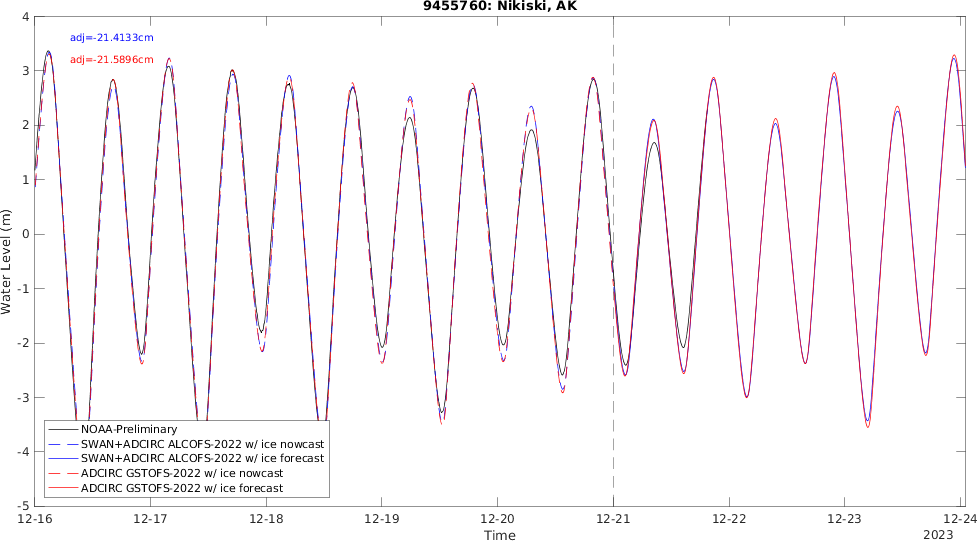 9455760: Nikiski, AK
adj=-21.4133cm
adj=-21.5896cm
4
3
2
1
0
-1
-2
-3
-4
-5
Water Level (m)
NOAA-Preliminary
SWAN+ADCIRC ALCOFS-2022 w/ ice nowcast
SWAN+ADCIRC ALCOFS-2022 w/ ice forecast
ADCIRC GSTOFS-2022 w/ ice nowcast
ADCIRC GSTOFS-2022 w/ ice forecast
12-16 12-17 12-18 12-19 12-20 12-21 12-22 12-23 12-24
Time
2023